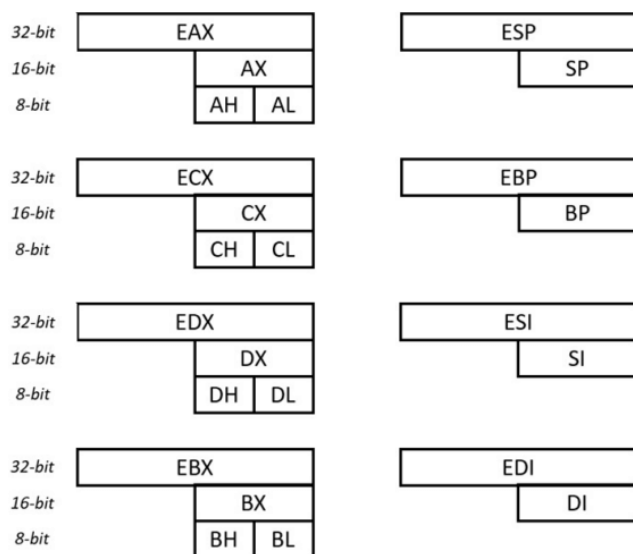 32-bit EAX ESP
16-bit AX SP
8-bit AH AL
32-bit ECX EBP
16-bit CX BP
8-bit CH CL
32-bit EDX ESI
16-bit DX SI
8-bit DH DL
32-bit EBX EDI
16-bit BX DI
8-bit BH BL